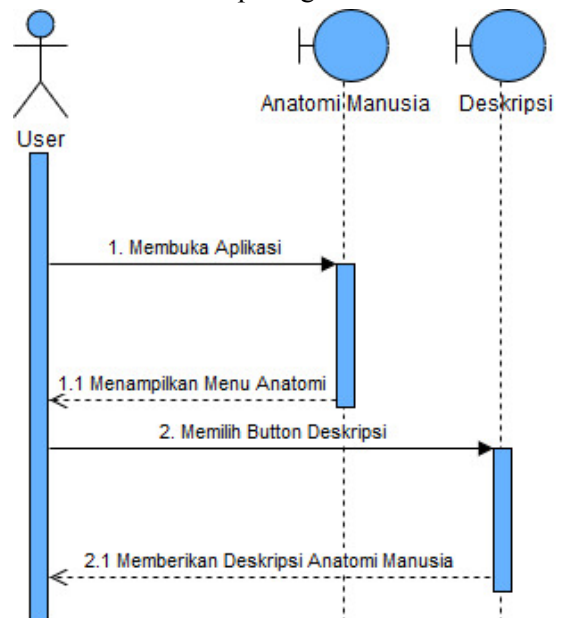 Anatomi Manusia
Deskripsi
User
1. Membuka Aplikasi
1.1 Menampilkan Menu Anatomi
2. Memilih Button Deskripsi
2.1 Memberikan Deskripsi Anatomi Manusia